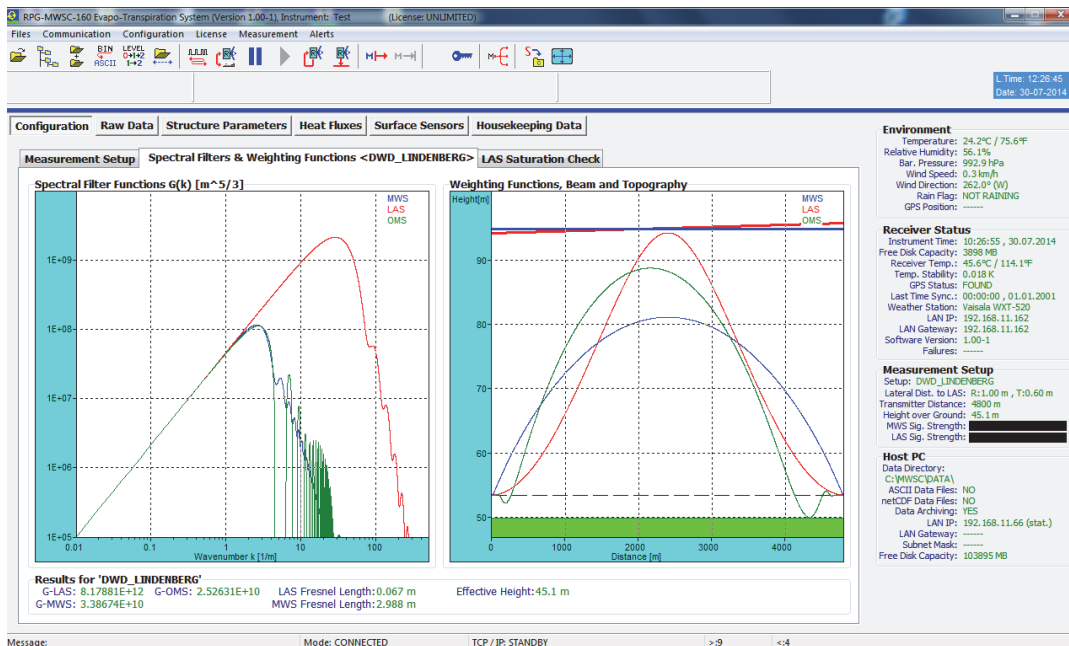 RPG-MWSC-160 Evapo-Transpiration System (Version 1.00-1), Instrument: Test (License: UNLIMITED)
Files Communication Configuration License Measurement Alerts
BIN ASCII LEVEL 0→1→2 1→2
L.Time: 12:26:45
Date: 30-07-2014
Configuration Raw Data Structure Parameters Heat Fluxes Surface Sensors Housekeeping Data
Measurement Setup Spectral Filters & Weighting Functions <DWD_LINDENBERG> LAS Saturation Check
Spectral Filter Functions G(k) [m^5/3]
MWS
LAS
OMS
1E+09
1E+08
1E+07
1E+06
1E+05
0.01 0.1 1 10 100
Wavenumber k [1/m]
Weighting Functions, Beam and Topography
Height[m]
MWS
LAS
OMS
90
80
70
60
50
0 1000 2000 3000 4000
Distance [m]
Results for 'DWD_LINDENBERG'
G-LAS: 8.17881E+12 G-OMS: 2.52631E+10 LAS Fresnel Length: 0.067 m Effective Height: 45.1 m
G-MWS: 3.38674E+10 MWS Fresnel Length: 2.988 m
Environment
Temperature: 24.2°C / 75.6°F
Relative Humidity: 56.1%
Bar. Pressure: 992.9 hPa
Wind Speed: 0.3 km/h
Wind Direction: 262.0° (W)
Rain Flag: NOT RAINING
GPS Position: ------
Receiver Status
Instrument Time: 10:26:55 , 30.07.2014
Free Disk Capacity: 3898 MB
Receiver Temp.: 45.6°C / 114.1°F
Temp. Stability: 0.018 K
GPS Status: FOUND
Last Time Sync.: 00:00:00 , 01.01.2001
Weather Station: Vaisala WXT-520
LAN IP: 192.168.11.162
LAN Gateway: 192.168.11.162
Software Version: 1.00-1
Failures: ------
Measurement Setup
Setup: DWD_LINDENBERG
Lateral Dist. to LAS: R:1.00 m , T:0.60 m
Transmitter Distance: 4800 m
Height over Ground: 45.1 m
MWS Sig. Strength:
LAS Sig. Strength:
Host PC
Data Directory:
C:\MWSC\DATA\
ASCII Data Files: NO
netCDF Data Files: NO
Data Archiving: YES
LAN IP: 192.168.11.66 (stat.)
LAN Gateway: ------
Subnet Mask: ------
Free Disk Capacity: 103895 MB
Message: Mode: CONNECTED TCP / IP: STANDBY >:9 <:4